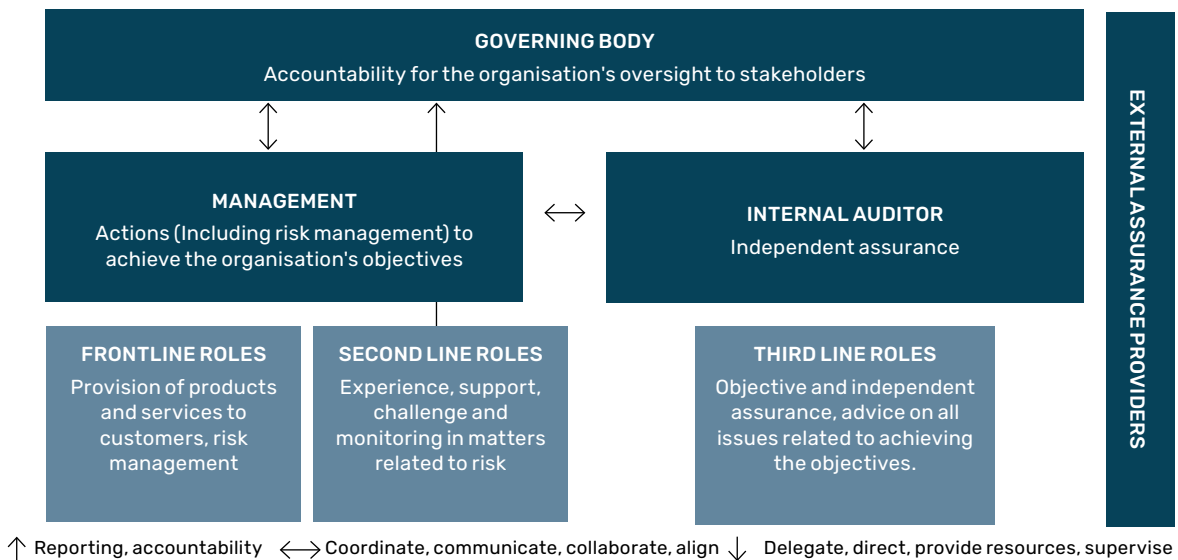 GOVERNING BODY
Accountability for the organisation's oversight to stakeholders
MANAGEMENT
Actions (Including risk management) to
achieve the organisation's objectives
INTERNAL AUDITOR
Independent assurance
FRONTLINE ROLES
Provision of products
and services to
customers, risk
management
SECOND LINE ROLES
Experience, support,
challenge and
monitoring in matters
related to risk
THIRD LINE ROLES
Objective and independent
assurance, advice on all
issues related to achieving
the objectives.
EXTERNAL ASSURANCE PROVIDERS
↑ Reporting, accountability ↔ Coordinate, communicate, collaborate, align ↓ Delegate, direct, provide resources, supervise